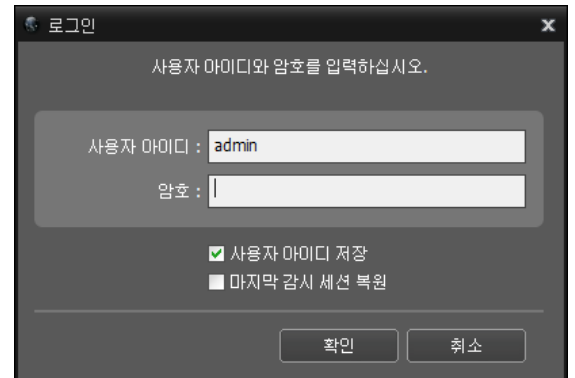 로그인
사용자 아이디와 암호를 입력하십시오.
사용자 아이디 : admin
암호 :
사용자 아이디 저장
마지막 감시 세션 복원
확인 취소